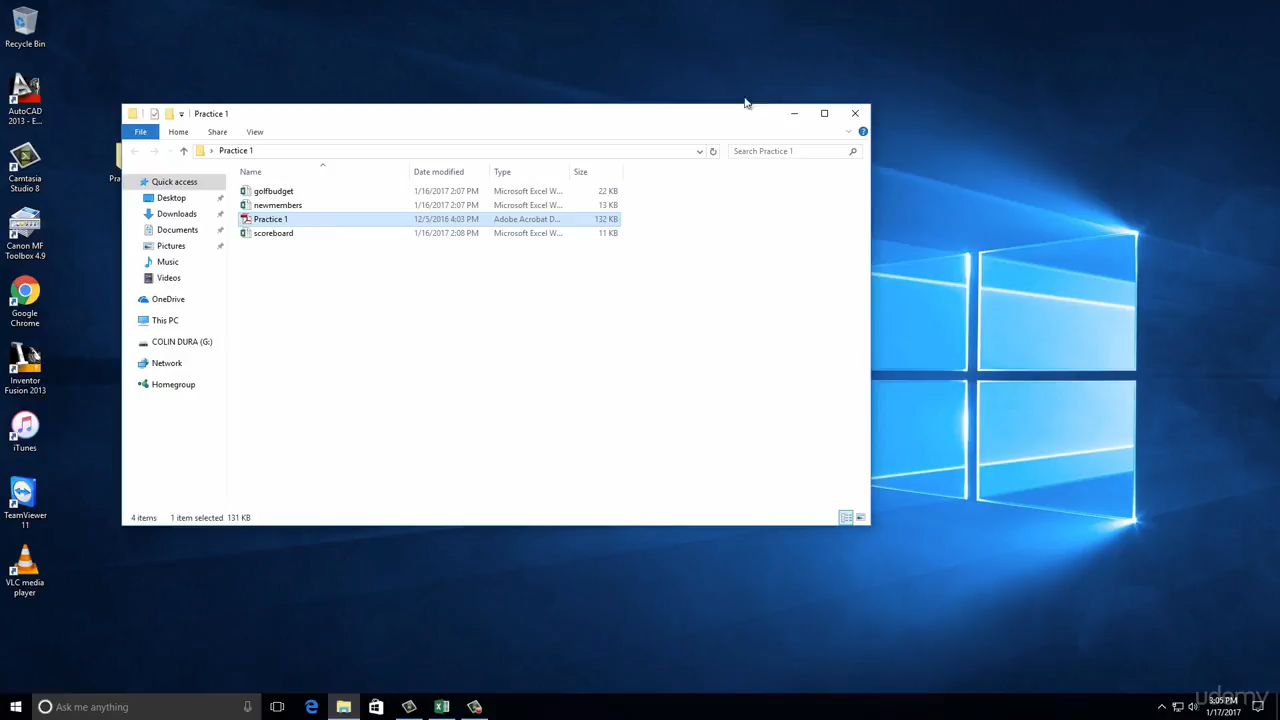 Recycle Bin
AutoCAD
2013 - E...
Camtasia
Studio 8
Canon MF
Toolbox 4.9
Google
Chrome
Inventor
Fusion 2013
iTunes
TeamViewer
11
VLC media
player
Pra
Practice 1
File Home Share View
Practice 1
Search Practice 1
Name Date modified Type Size
golfbudget 1/16/2017 2:07 PM Microsoft Excel W... 22 KB
newmembers 1/16/2017 2:07 PM Microsoft Excel W... 13 KB
Practice 1 12/5/2016 4:03 PM Adobe Acrobat D... 132 KB
scoreboard 1/16/2017 2:08 PM Microsoft Excel W... 11 KB
Quick access
Desktop
Downloads
Documents
Pictures
Music
Videos
OneDrive
This PC
COLIN DURA (G:)
Network
Homegroup
4 items 1 item selected 131 KB
Ask me anything
3:05 PM
1/17/2017
udemy